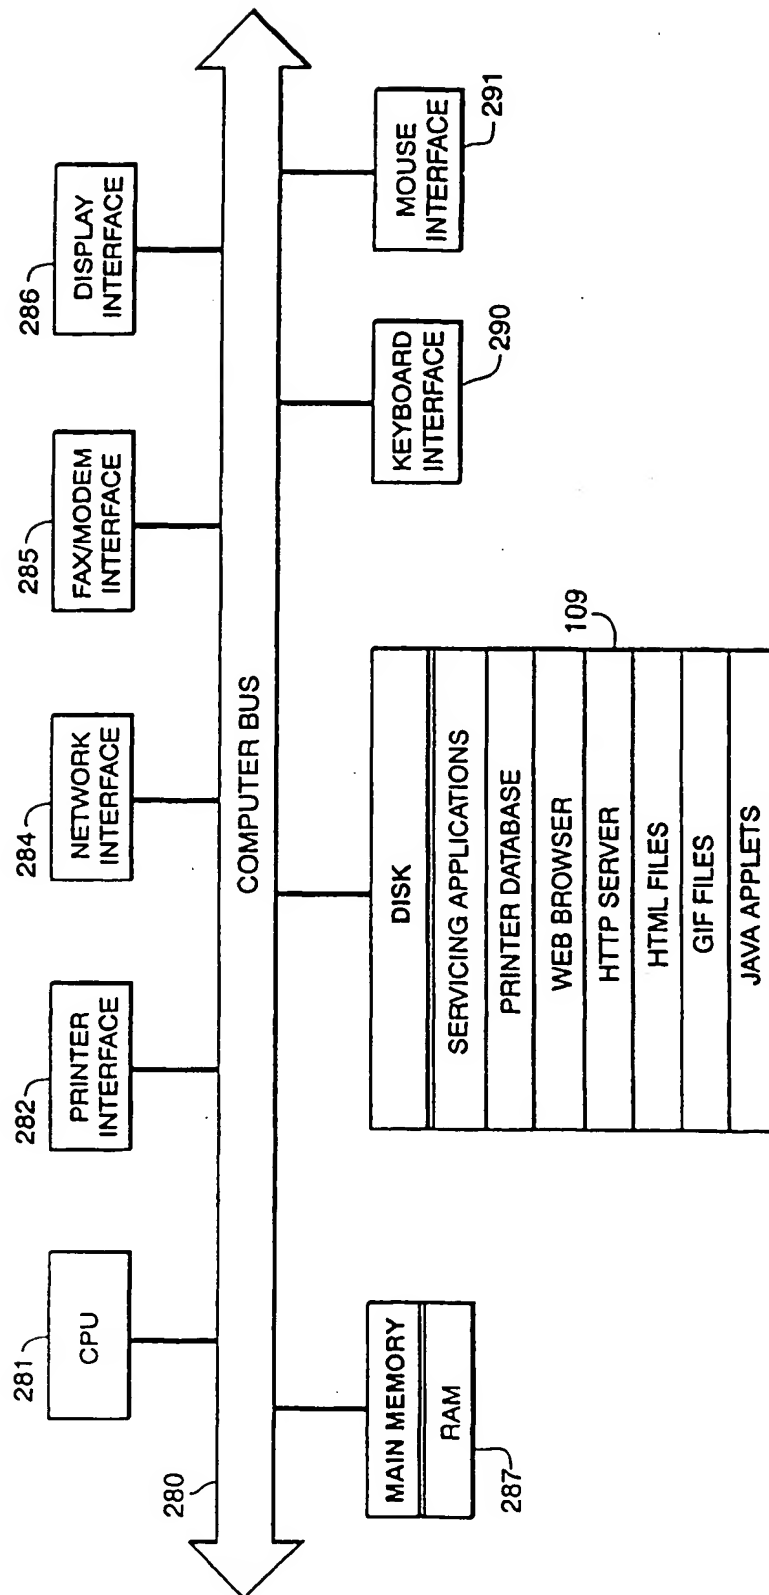 281
CPU
282
PRINTER
INTERFACE
284
NETWORK
INTERFACE
285
FAX/MODEM
INTERFACE
286
DISPLAY
INTERFACE
280
COMPUTER BUS
MAIN MEMORY
RAM
287
DISK
SERVICING APPLICATIONS
PRINTER DATABASE
WEB BROWSER
HTTP SERVER
HTML FILES
GIF FILES
JAVA APPLETS
109
KEYBOARD
INTERFACE
290
MOUSE
INTERFACE
291